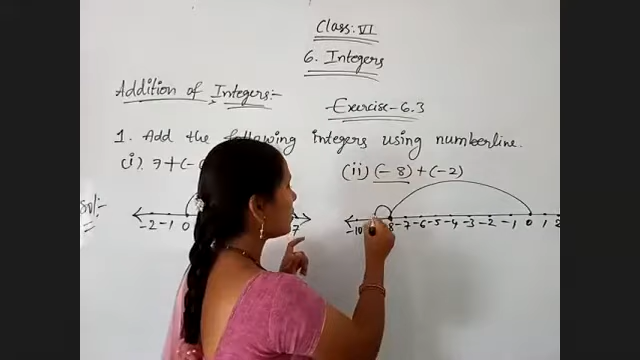 Class: VI
6. Integers
Addition of Integers:-
Exercise-6.3
1. Add the following integers using numberline.
(i). 7+(-
(ii) (-8)+(-2)
Sol:-
-2 -1 0 7
-10 -7 -6 -5 -4 -3 -2 -1 0 1 2